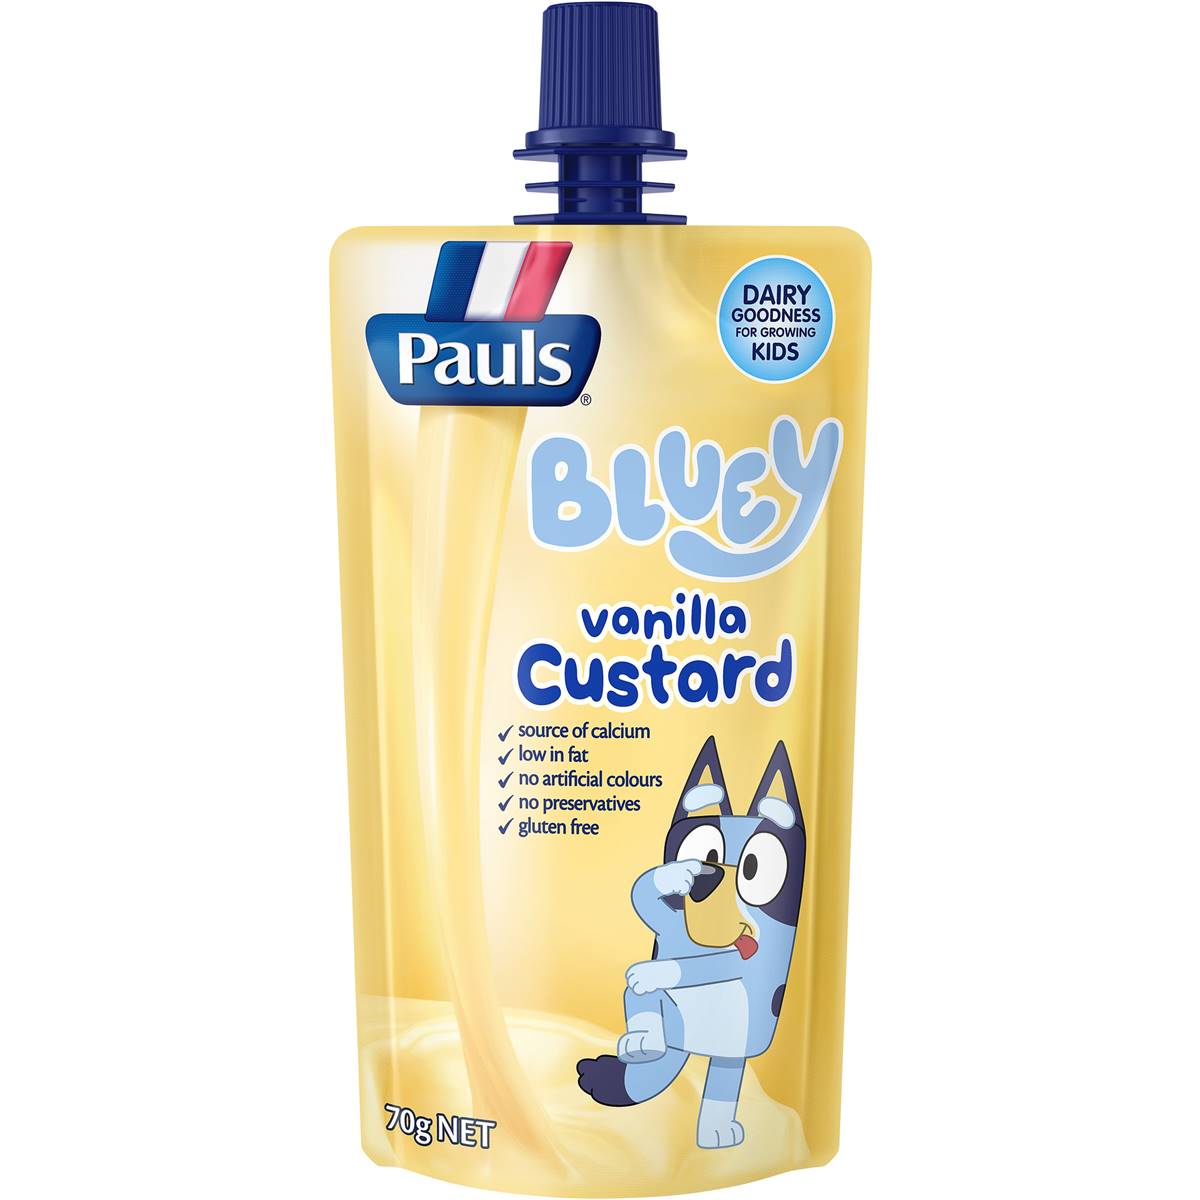 Pauls
®
DAIRY
GOODNESS
FOR GROWING
KIDS
BLUEY
vanilla
Custard
✓ source of calcium
✓ low in fat
✓ no artificial colours
✓ no preservatives
✓ gluten free
70g NET